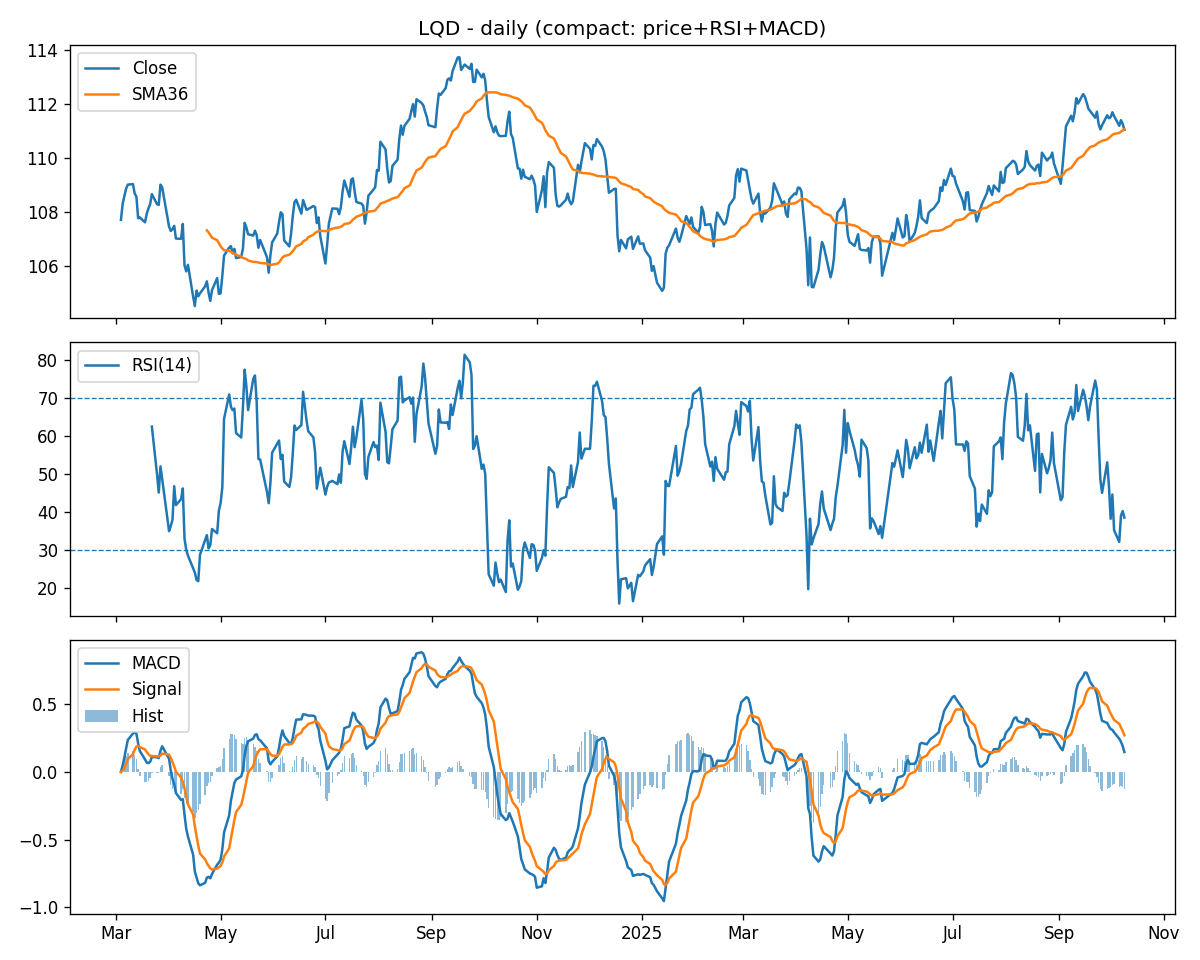 LQD - daily (compact: price+RSI+MACD)
114
112
110
108
106
Close
SMA36
80
70
60
50
40
30
20
RSI(14)
0.5
0.0
−0.5
−1.0
MACD
Signal
Hist
Mar May Jul Sep Nov 2025 Mar May Jul Sep Nov